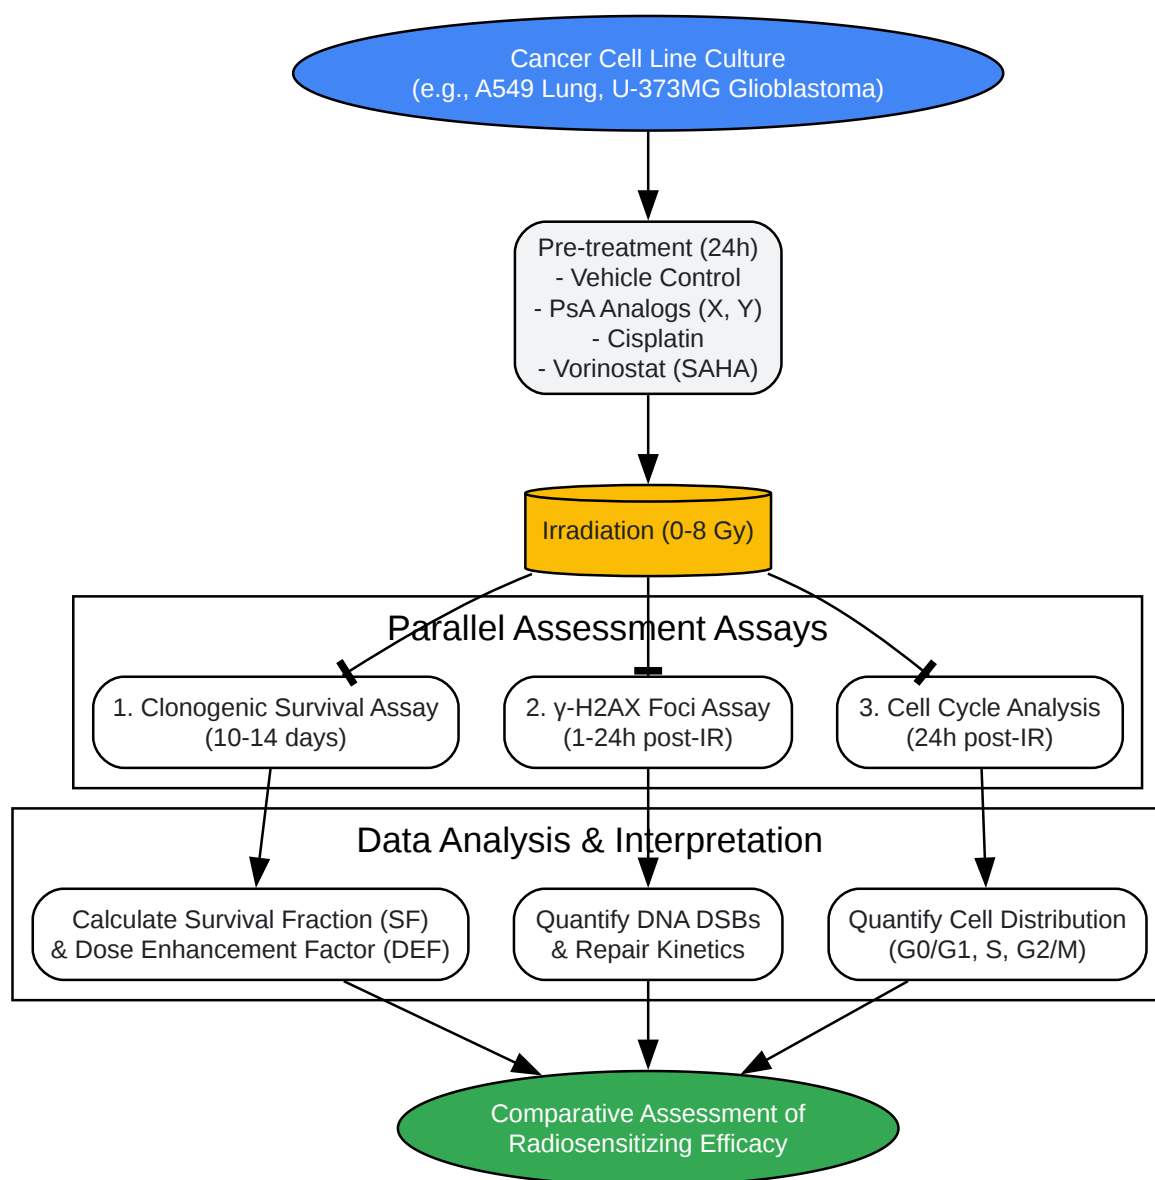 Cancer Cell Line Culture
(e.g., A549 Lung, U-373MG Glioblastoma)
Pre-treatment (24h)
- Vehicle Control
- PsA Analogs (X, Y)
- Cisplatin
- Vorinostat (SAHA)
Irradiation (0-8 Gy)
Parallel Assessment Assays
1. Clonogenic Survival Assay
(10-14 days)
2. γ-H2AX Foci Assay
(1-24h post-IR)
3. Cell Cycle Analysis
(24h post-IR)
Data Analysis & Interpretation
Calculate Survival Fraction (SF)
& Dose Enhancement Factor (DEF)
Quantify DNA DSBs
& Repair Kinetics
Quantify Cell Distribution
(G0/G1, S, G2/M)
Comparative Assessment of
Radiosensitizing Efficacy